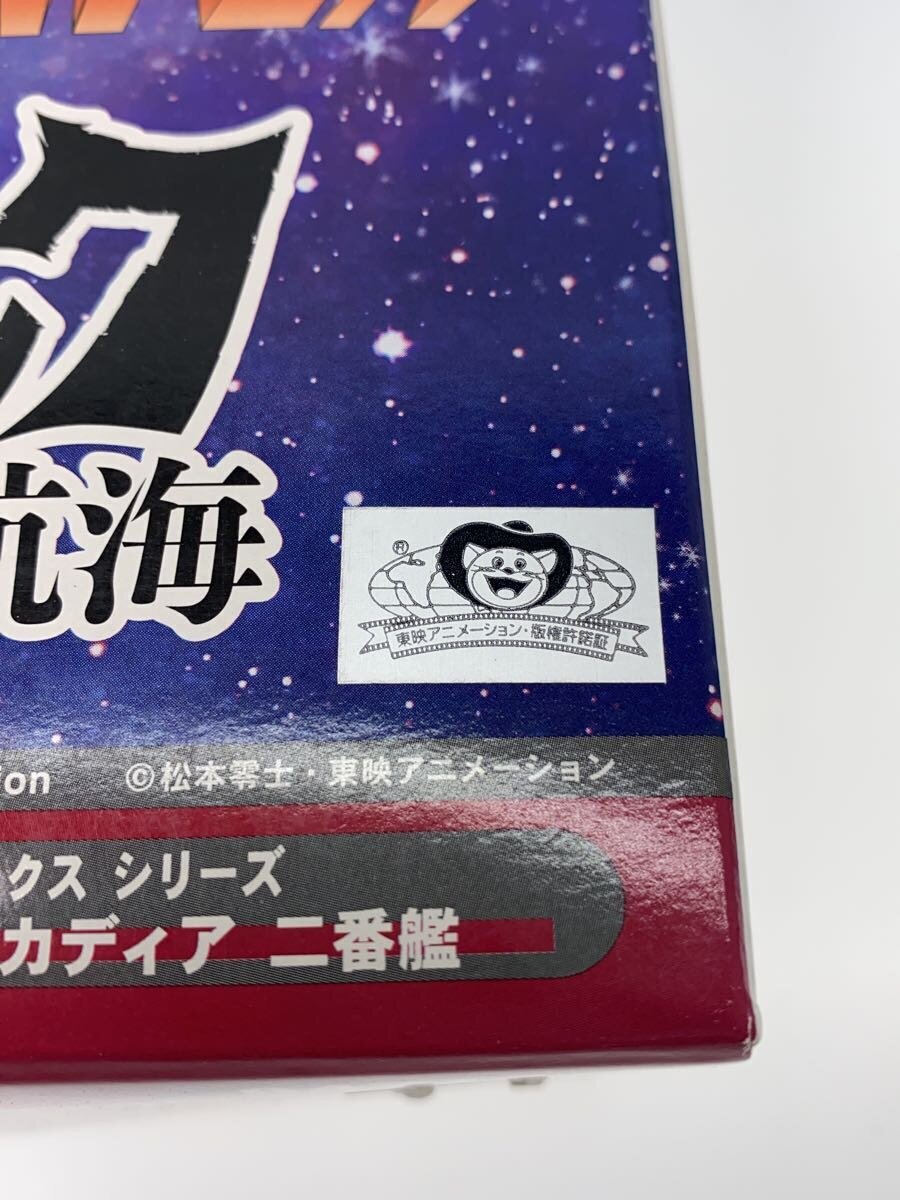 ク
航海
®
東映アニメーション・版権許諾証
ion ©松本零士・東映アニメーション
クス シリーズ
カディア 二番艦